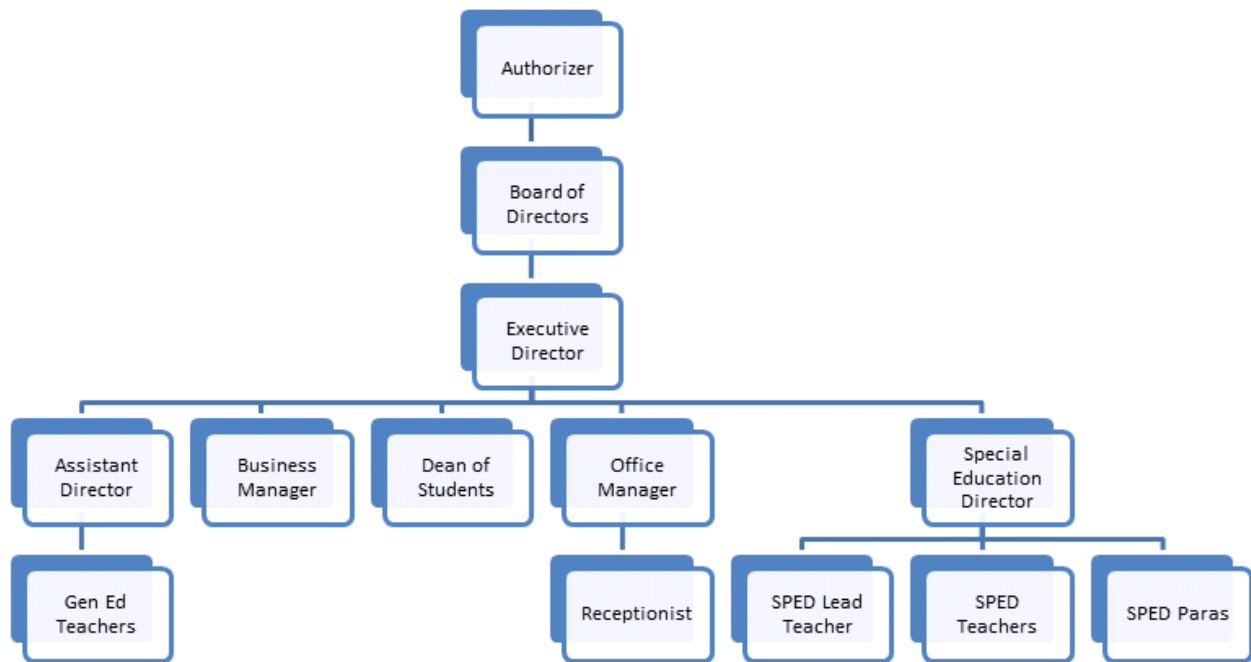 Authorizer
Board of
Directors
Executive
Director
Assistant
Director
Business
Manager
Dean of
Students
Office
Manager
Special
Education
Director
Gen Ed
Teachers
Receptionist
SPED Lead
Teacher
SPED
Teachers
SPED Paras